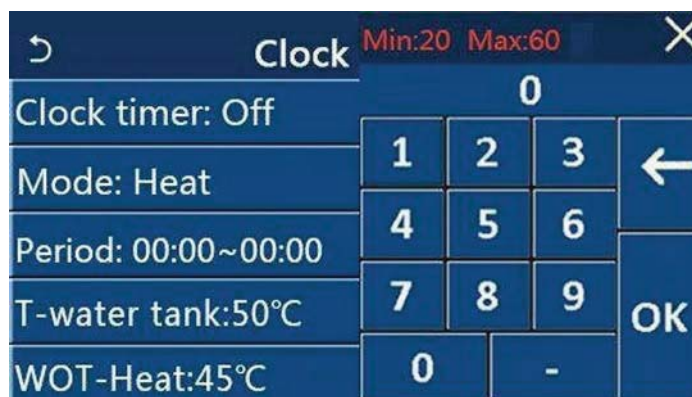 Clock
Clock timer: Off
Mode: Heat
Period: 00:00~00:00
T-water tank:50℃
WOT-Heat:45℃
Min:20 Max:60
0
1 2 3
4 5 6
7 8 9
OK
0 -